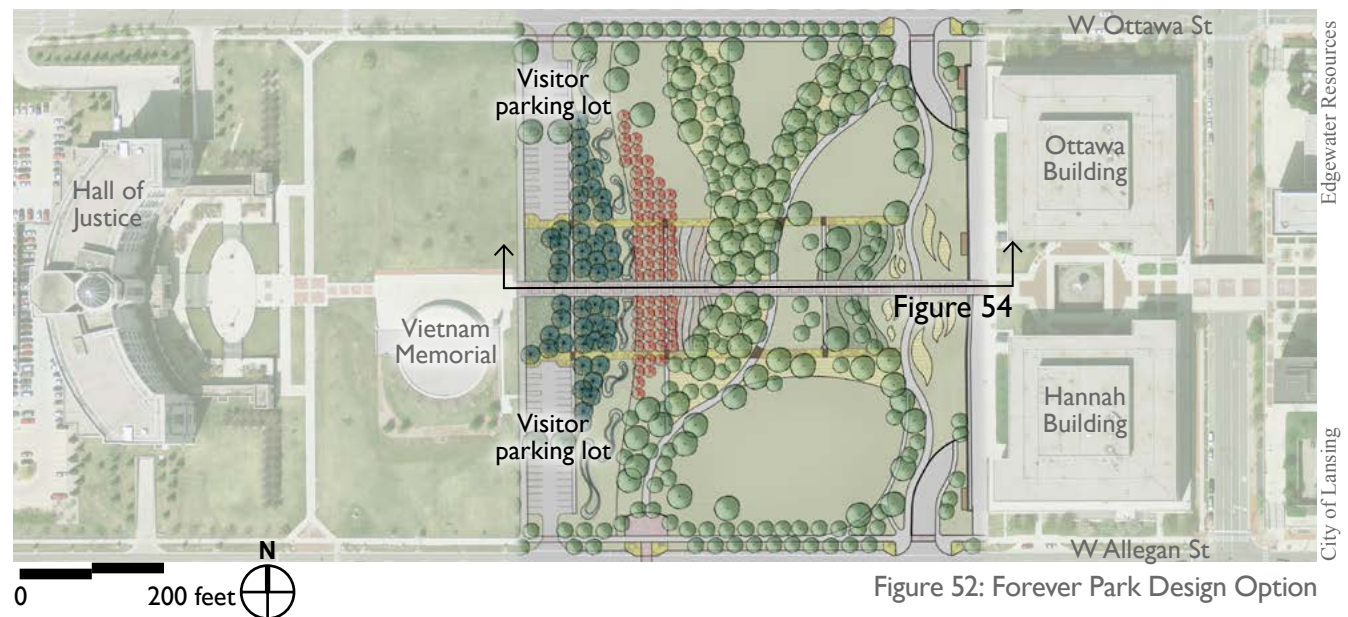 W Ottawa St
Edgewater Resources
Visitor
parking lot
Hall of
Justice
Ottawa
Building
Figure 54
Vietnam
Memorial
Hannah
Building
Visitor
parking lot
City of Lansing
W Allegan St
N
0 200 feet
Figure 52: Forever Park Design Option